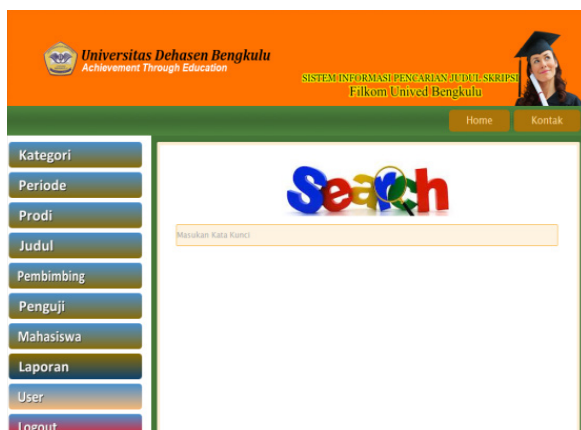 Universitas Dehasen Bengkulu
Achievement Through Education
SISTEM INFORMASI PENCARIAN JUDUL SKRIPSI
Filkom Unived Bengkulu
Home
Kontak
Kategori
Periode
Prodi
Judul
Pembimbing
Penguji
Mahasiswa
Laporan
User
Logout
Search
Masukan Kata Kunci